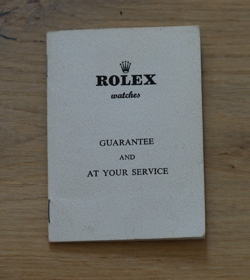 ROLEX
watches
GUARANTEE
AND
AT YOUR SERVICE